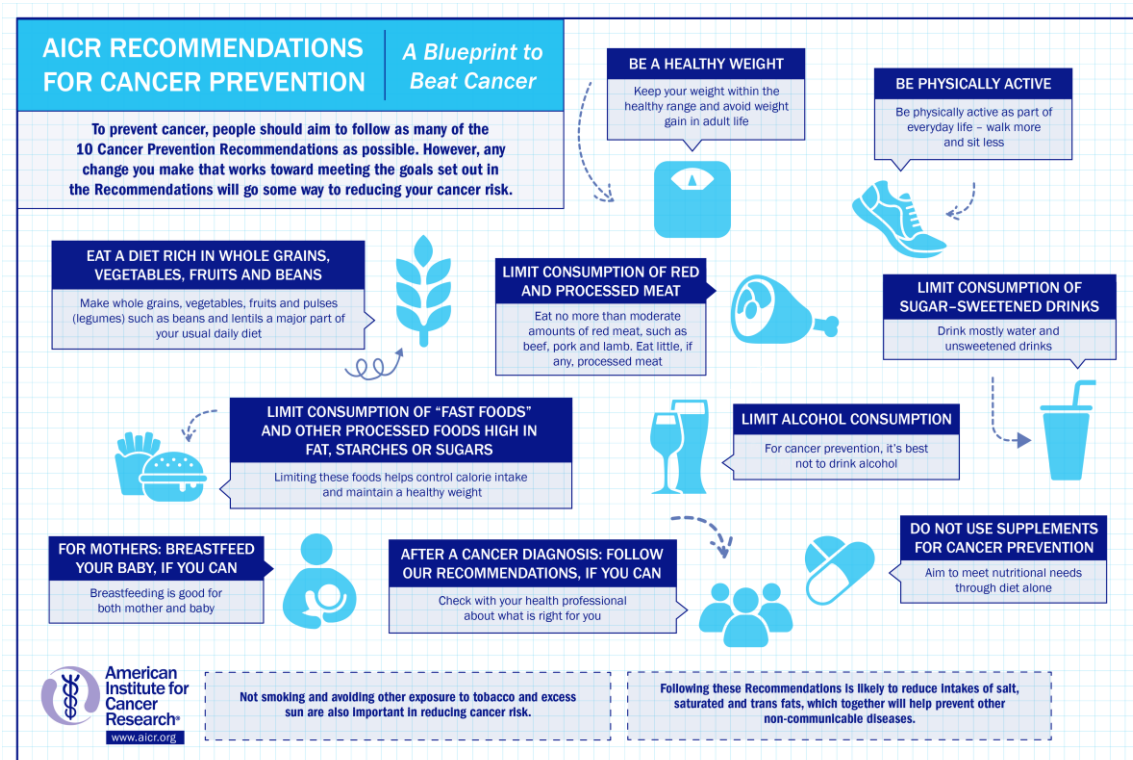 AICR RECOMMENDATIONS
FOR CANCER PREVENTION
A Blueprint to
Beat Cancer
To prevent cancer, people should aim to follow as many of the
10 Cancer Prevention Recommendations as possible. However, any
change you make that works toward meeting the goals set out in
the Recommendations will go some way to reducing your cancer risk.
BE A HEALTHY WEIGHT
Keep your weight within the
healthy range and avoid weight
gain in adult life
BE PHYSICALLY ACTIVE
Be physically active as part of
everyday life – walk more
and sit less
EAT A DIET RICH IN WHOLE GRAINS,
VEGETABLES, FRUITS AND BEANS
Make whole grains, vegetables, fruits and pulses
(legumes) such as beans and lentils a major part of
your usual daily diet
LIMIT CONSUMPTION OF RED
AND PROCESSED MEAT
Eat no more than moderate
amounts of red meat, such as
beef, pork and lamb. Eat little, if
any, processed meat
LIMIT CONSUMPTION OF
SUGAR–SWEETENED DRINKS
Drink mostly water and
unsweetened drinks
LIMIT CONSUMPTION OF “FAST FOODS”
AND OTHER PROCESSED FOODS HIGH IN
FAT, STARCHES OR SUGARS
Limiting these foods helps control calorie intake
and maintain a healthy weight
LIMIT ALCOHOL CONSUMPTION
For cancer prevention, it’s best
not to drink alcohol
FOR MOTHERS: BREASTFEED
YOUR BABY, IF YOU CAN
Breastfeeding is good for
both mother and baby
AFTER A CANCER DIAGNOSIS: FOLLOW
OUR RECOMMENDATIONS, IF YOU CAN
Check with your health professional
about what is right for you
DO NOT USE SUPPLEMENTS
FOR CANCER PREVENTION
Aim to meet nutritional needs
through diet alone
American
Institute for
Cancer
Research®
www.aicr.org
Not smoking and avoiding other exposure to tobacco and excess
sun are also important in reducing cancer risk.
Following these Recommendations is likely to reduce intakes of salt,
saturated and trans fats, which together will help prevent other
non-communicable diseases.